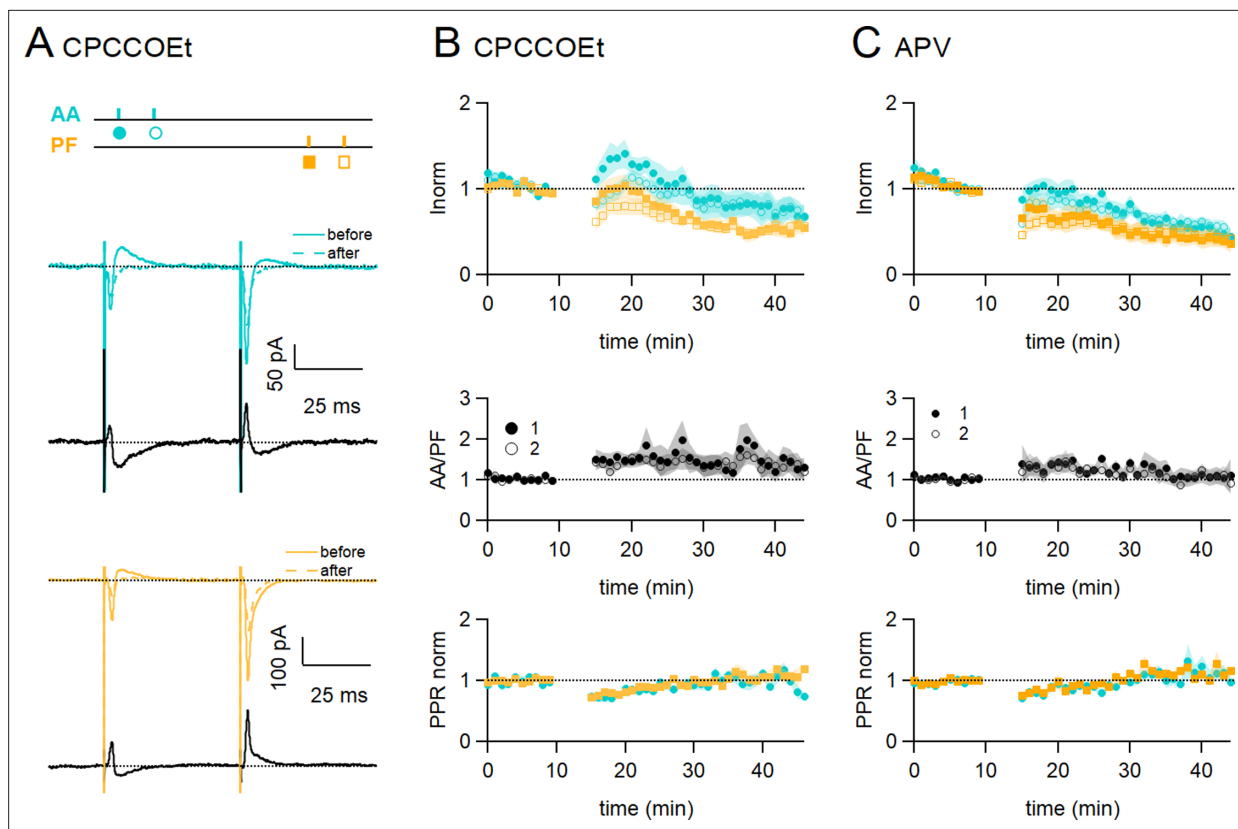 A CPCCOEt
AA
PF
before
after
50 pA
25 ms
before
after
100 pA
25 ms
B CPCCOEt
2
1
0
Inorm
0 10 20 30 40
time (min)
3
2
1
0
AA/PF
1
2
0 10 20 30 40
time (min)
2
1
0
PPR norm
0 10 20 30 40
time (min)
C APV
2
1
0
Inorm
0 10 20 30 40
time (min)
3
2
1
0
AA/PF
1
2
0 10 20 30 40
time (min)
2
1
0
PPR norm
0 10 20 30 40
time (min)